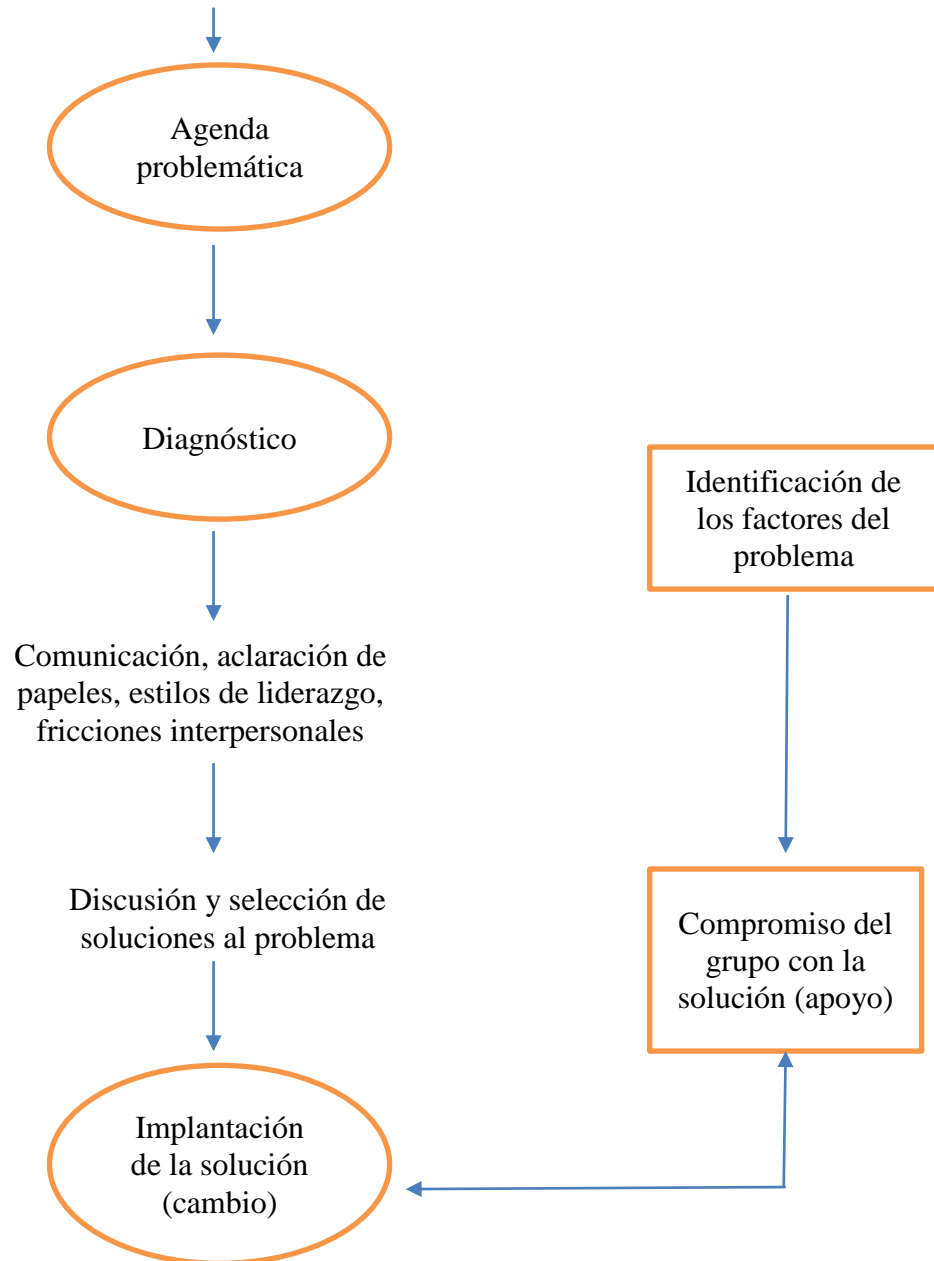 Agenda
problemática
Diagnóstico
Identificación de
los factores del
problema
Comunicación, aclaración de
papeles, estilos de liderazgo,
fricciones interpersonales
Discusión y selección de
soluciones al problema
Compromiso del
grupo con la
solución (apoyo)
Implantación
de la solución
(cambio)